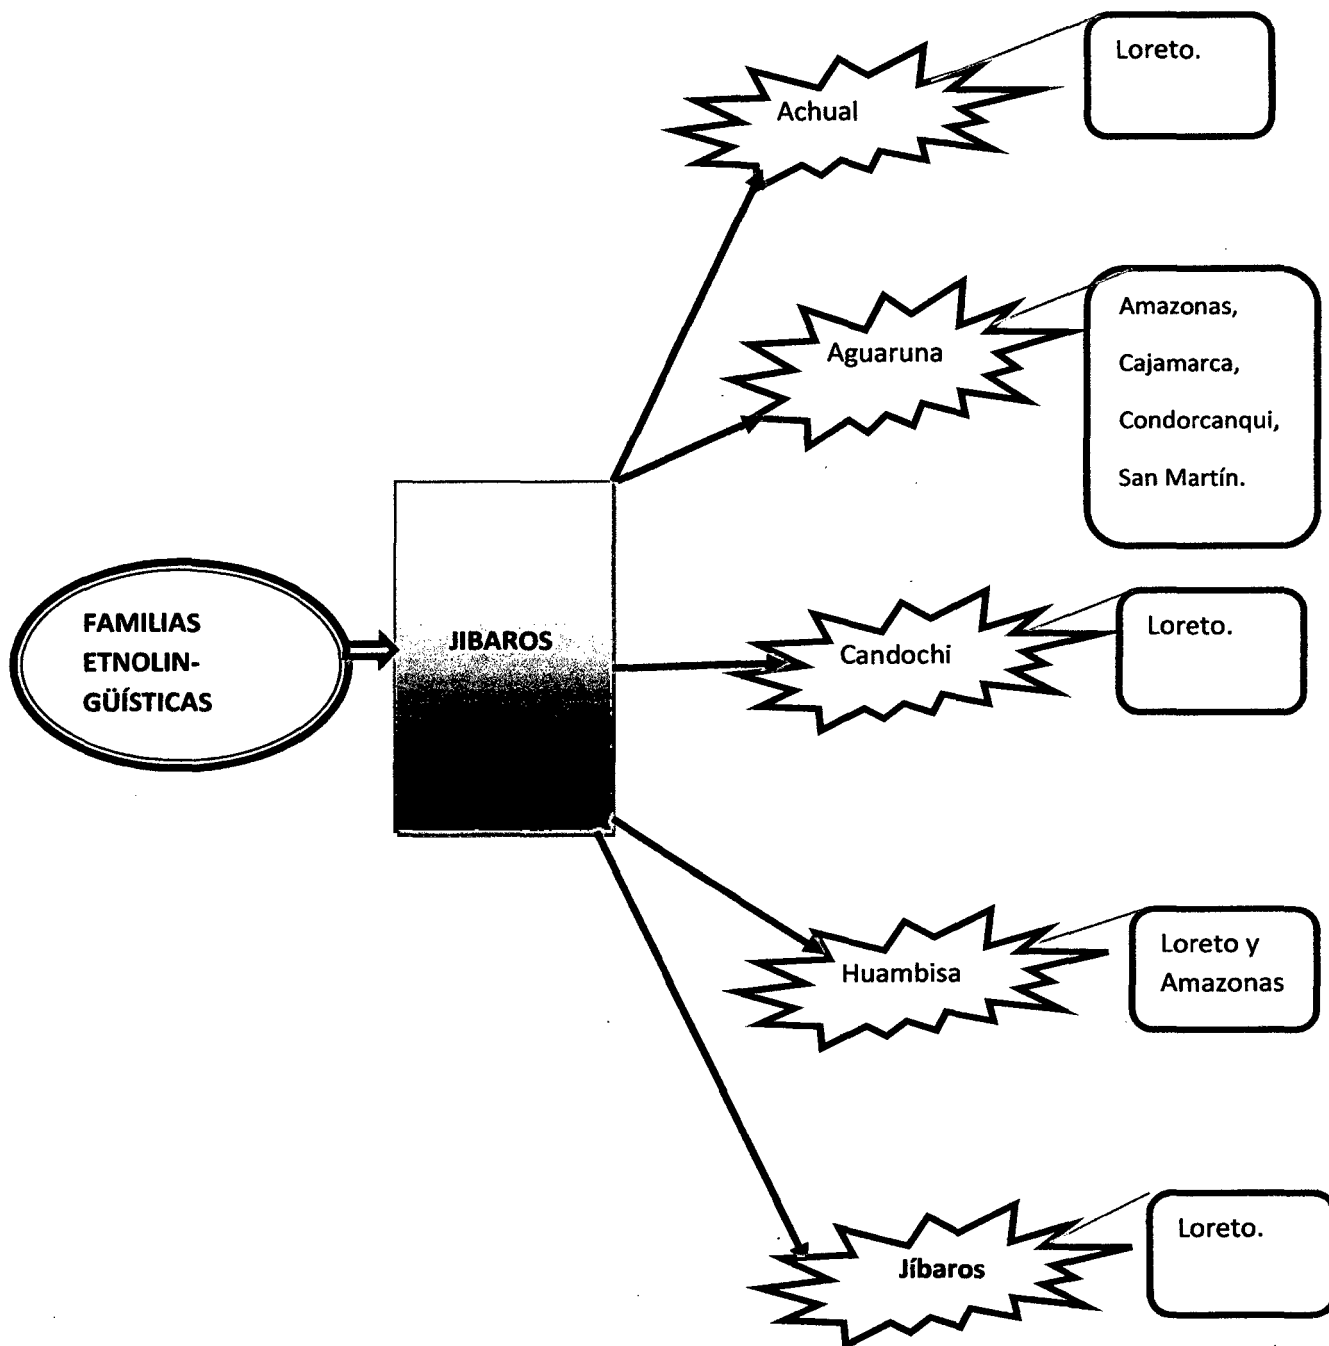 Loreto.
Achual
Amazonas,
Aguaruna
Cajamarca,
Condorcanqui,
San Martín.
FAMILIAS
ETNOLIN-
GÜÍSTICAS
JIBAROS
Loreto.
Candochi
Loreto y
Amazonas
Huambisa
Loreto.
Jíbaros